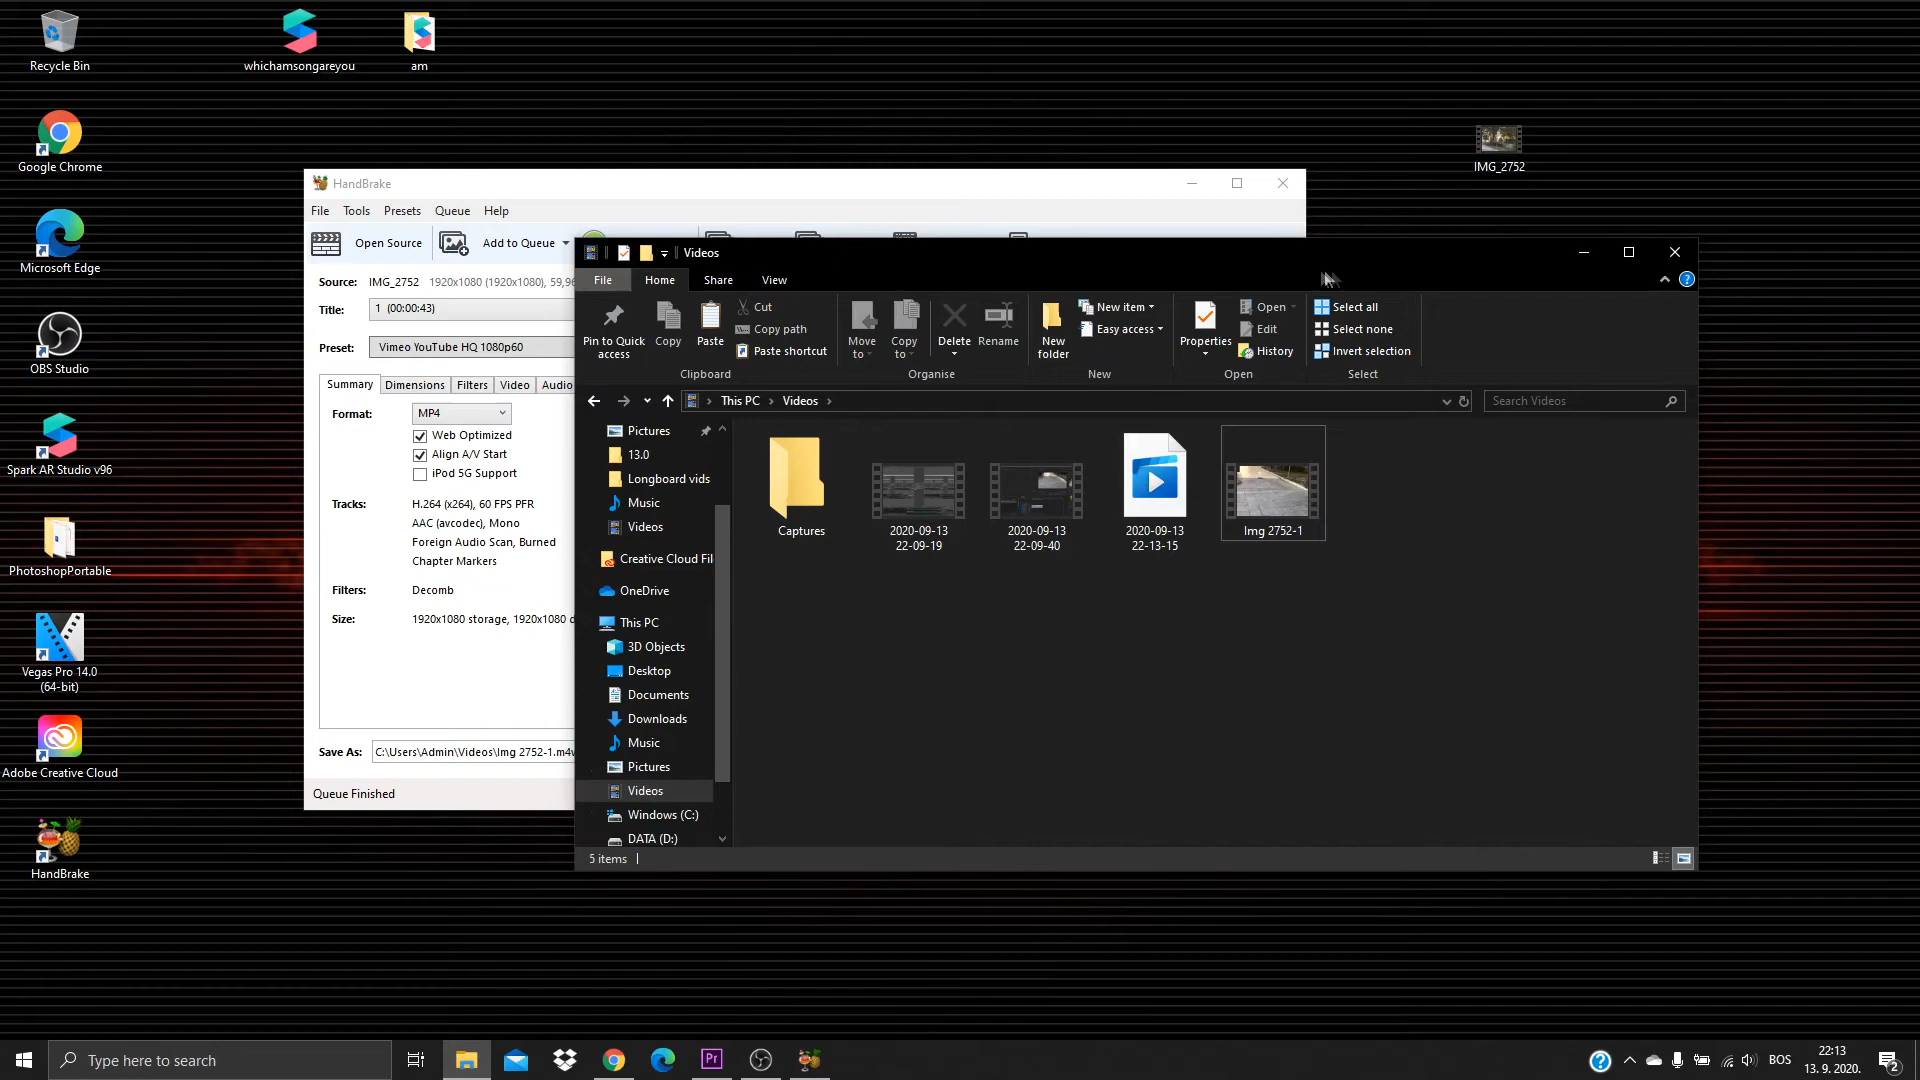 Recycle Bin
whichamsongareyou
am
Google Chrome
IMG_2752
Microsoft Edge
OBS Studio
Spark AR Studio v96
PhotoshopPortable
Vegas Pro 14.0
(64-bit)
Adobe Creative Cloud
HandBrake
HandBrake
File Tools Presets Queue Help
Open Source Add to Queue
Source: IMG_2752 1920x1080 (1920x1080), 59,96
Title: 1 (00:00:43)
Preset: Vimeo YouTube HQ 1080p60
Summary Dimensions Filters Video Audio
Format: MP4
Web Optimized
Align A/V Start
iPod 5G Support
Tracks: H.264 (x264), 60 FPS PFR
AAC (avcodec), Mono
Foreign Audio Scan, Burned
Chapter Markers
Filters: Decomb
Size: 1920x1080 storage, 1920x1080 d
Save As: C:\Users\Admin\Videos\Img 2752-1.m4v
Queue Finished
Videos
File Home Share View
Pin to Quick
access
Copy
Paste
Cut
Copy path
Paste shortcut
Clipboard
Move
to
Copy
to
Delete
Rename
Organise
New
folder
New item
Easy access
New
Properties
Open
Edit
History
Open
Select all
Select none
Invert selection
Select
This PC Videos
Search Videos
Pictures
13.0
Longboard vids
Music
Videos
Creative Cloud Fil
OneDrive
This PC
3D Objects
Desktop
Documents
Downloads
Music
Pictures
Videos
Windows (C:)
DATA (D:)
Captures
2020-09-13
22-09-19
2020-09-13
22-09-40
2020-09-13
22-13-15
Img 2752-1
5 items
Type here to search
Pr
BOS
22:13
13. 9. 2020.
2